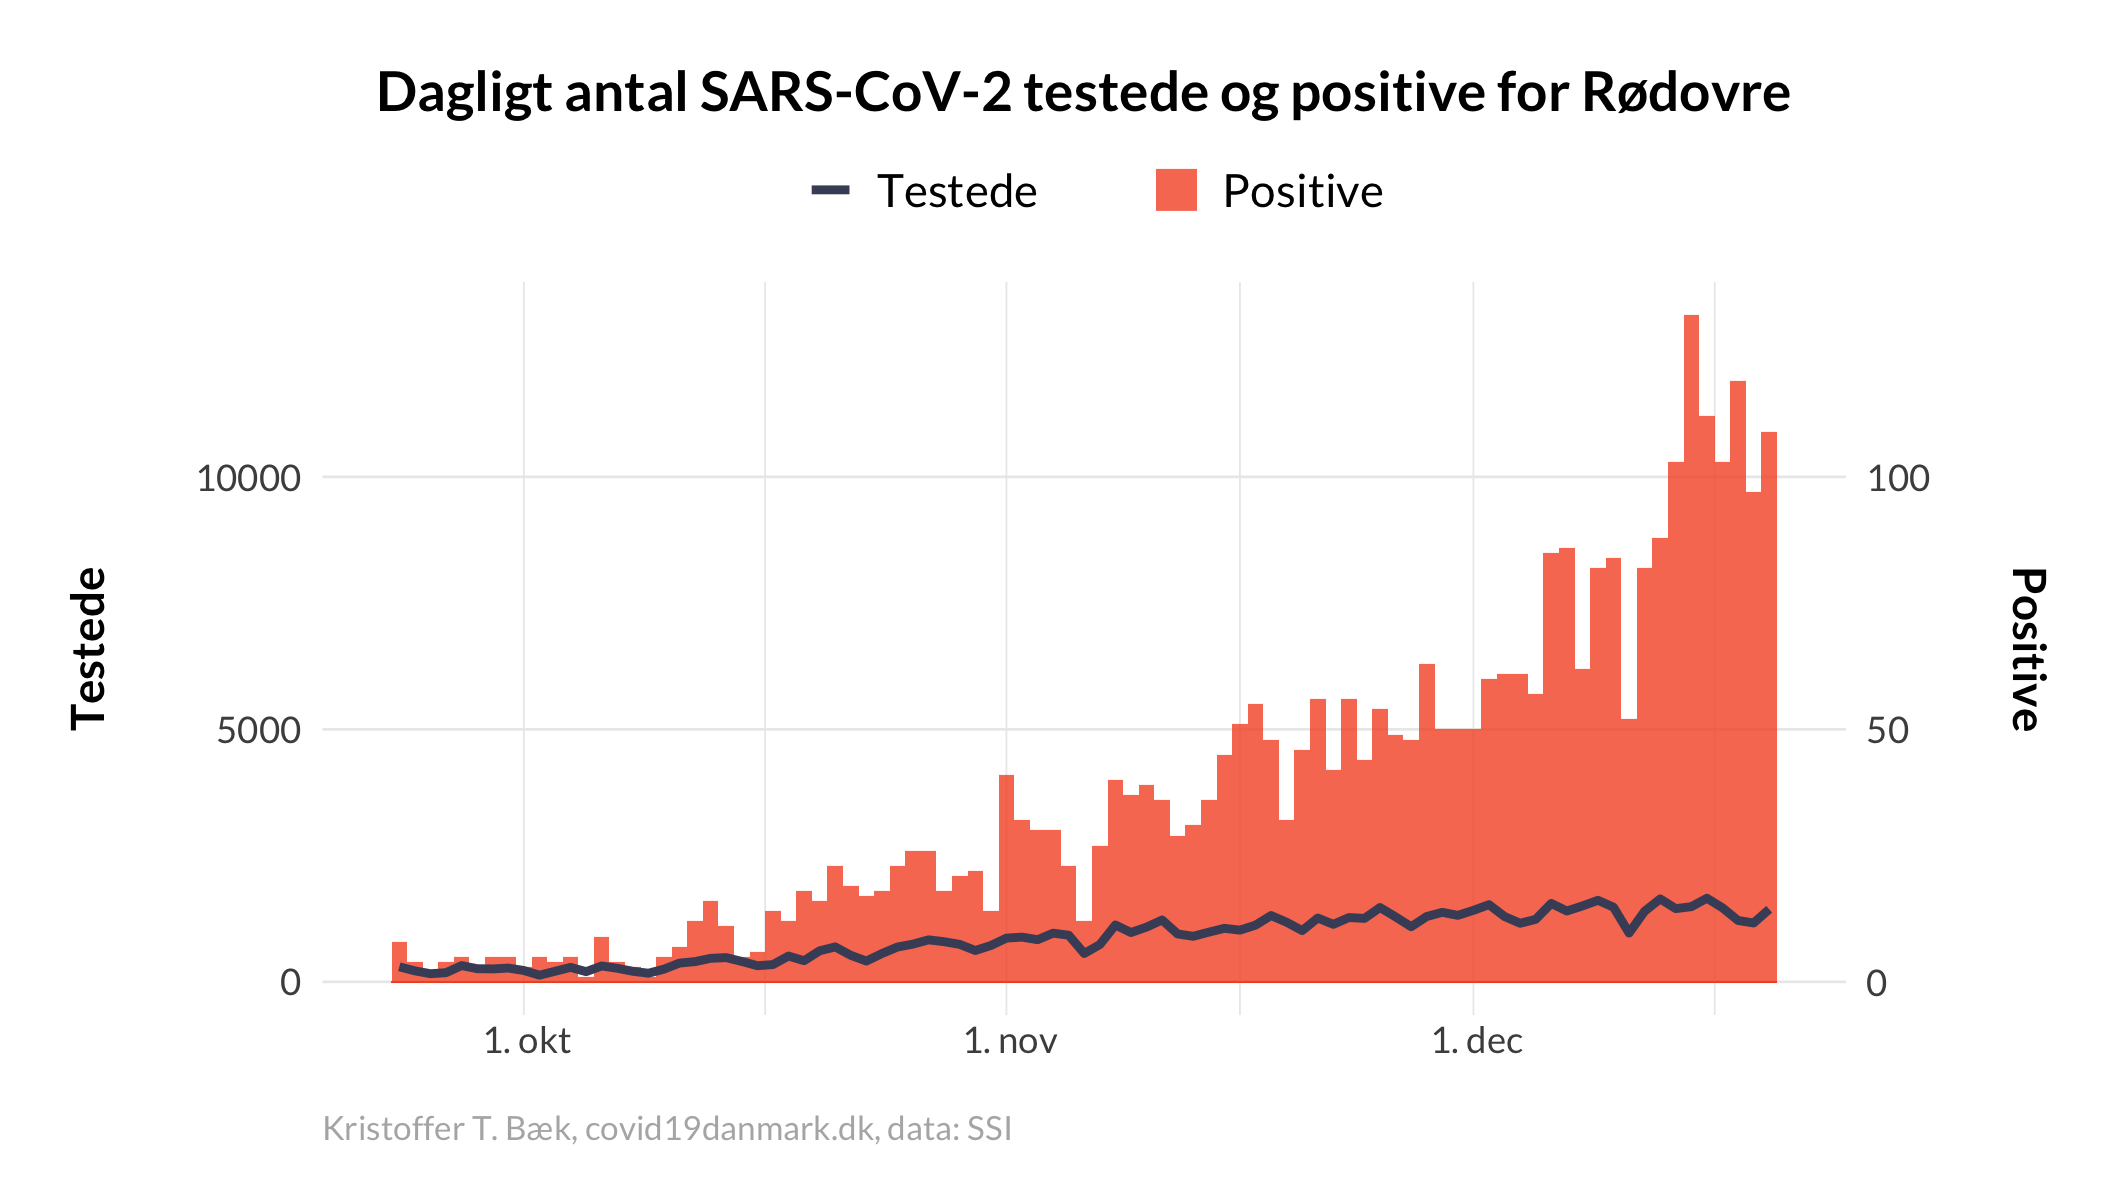 Dagligt antal SARS-CoV-2 testede og positive for Rødovre
Testede
Positive
10000
5000
0
100
50
0
Testede
Positive
1. okt
1. nov
1. dec
Kristoffer T. Bæk, covid19danmark.dk, data: SSI